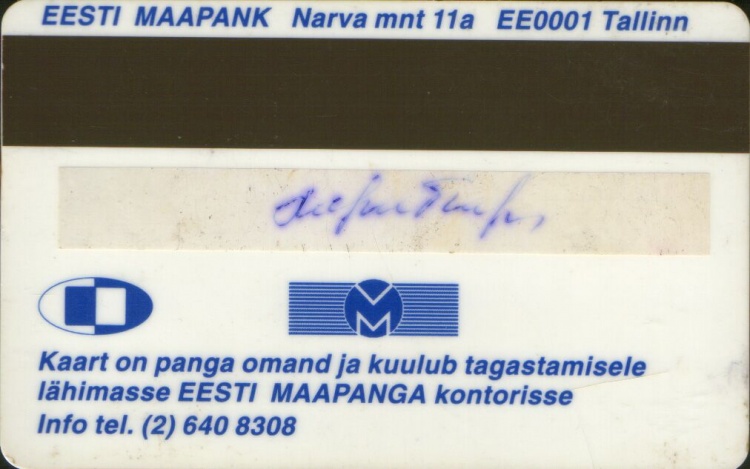 EESTI MAAPANK Narva mnt 11a EE0001 Tallinn
Kaart on panga omand ja kuulub tagastamisele
lähimasse EESTI MAAPANGA kontorisse
Info tel. (2) 640 8308